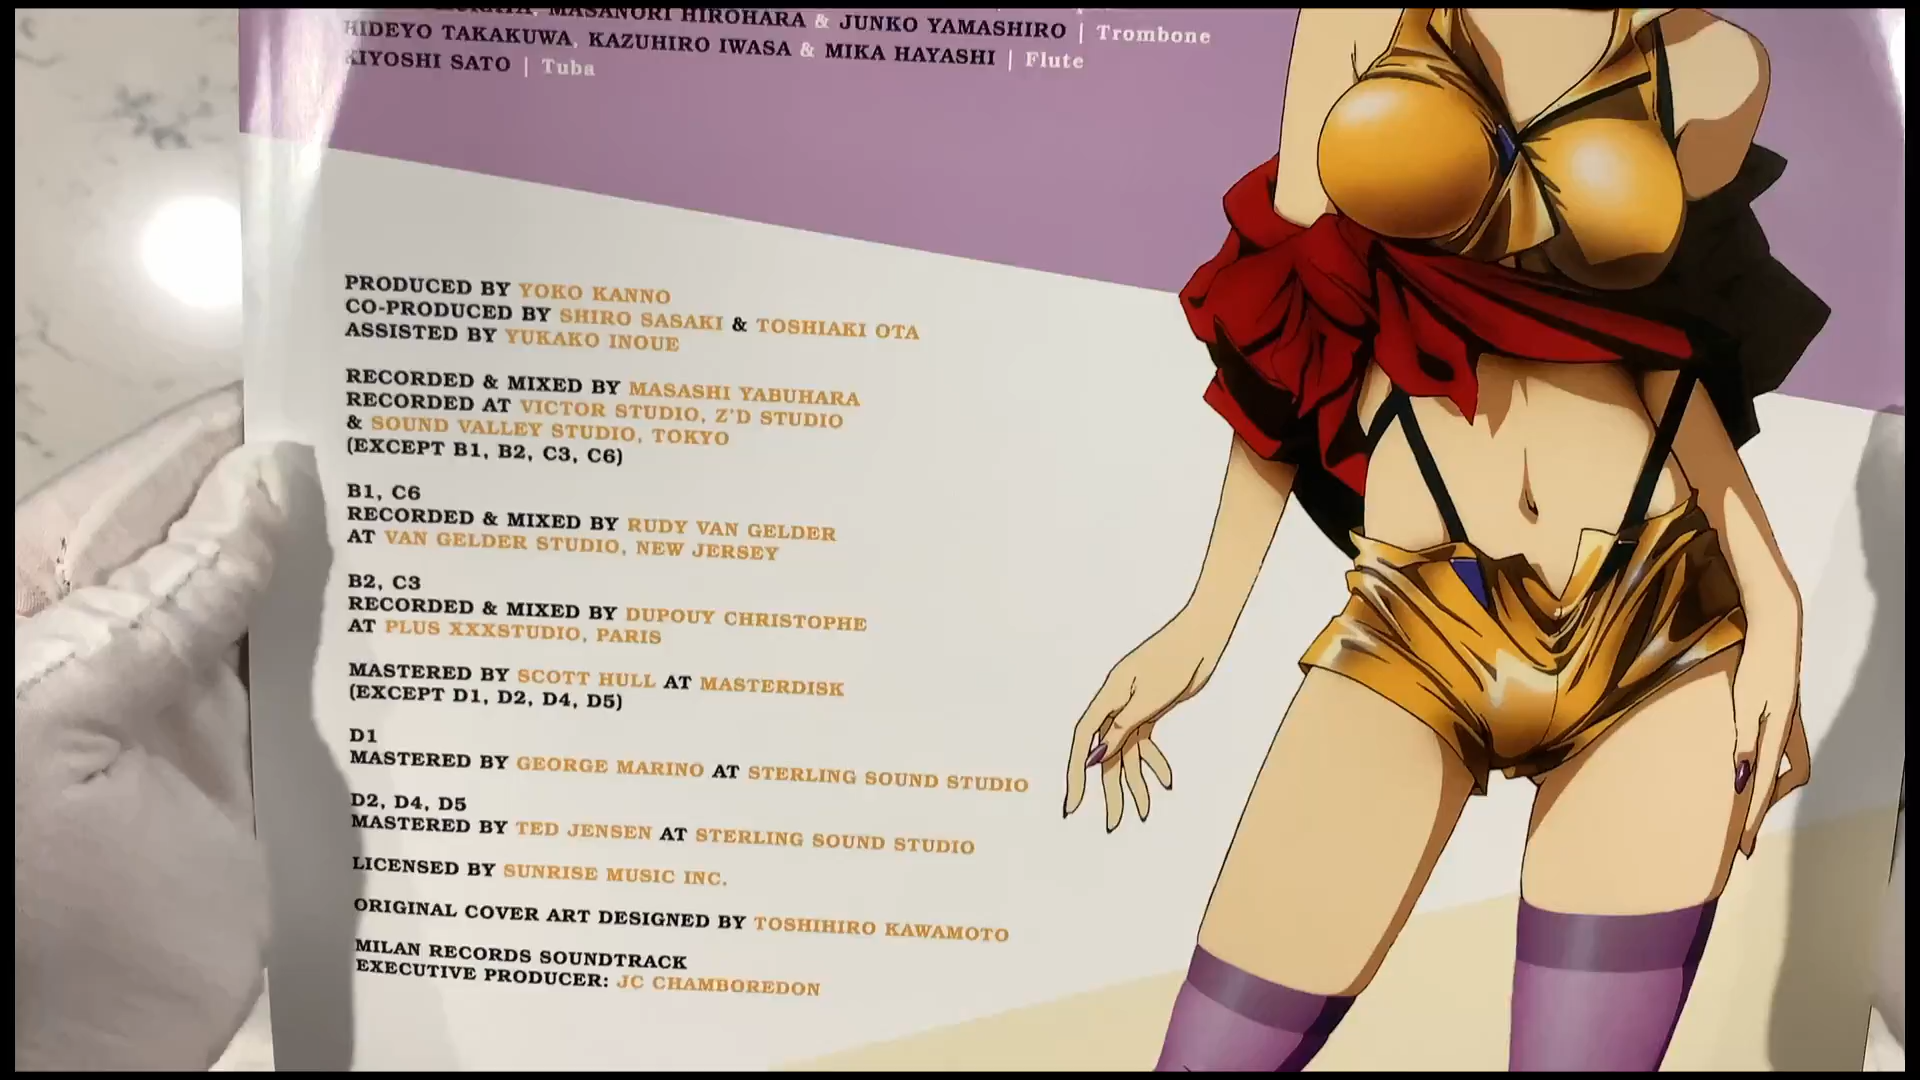 MASANORI HIROHARA & JUNKO YAMASHIRO | Trombone
HIDEYO TAKAKUWA, KAZUHIRO IWASA & MIKA HAYASHI | Flute
KIYOSHI SATO | Tuba
PRODUCED BY YOKO KANNO
CO-PRODUCED BY SHIRO SASAKI & TOSHIAKI OTA
ASSISTED BY YUKAKO INOUE
RECORDED & MIXED BY MASASHI YABUHARA
RECORDED AT VICTOR STUDIO, Z'D STUDIO
& SOUND VALLEY STUDIO, TOKYO
(EXCEPT B1, B2, C3, C6)
B1, C6
RECORDED & MIXED BY RUDY VAN GELDER
AT VAN GELDER STUDIO, NEW JERSEY
B2, C3
RECORDED & MIXED BY DUPOUY CHRISTOPHE
AT PLUS XXXSTUDIO, PARIS
MASTERED BY SCOTT HULL AT MASTERDISK
(EXCEPT D1, D2, D4, D5)
D1
MASTERED BY GEORGE MARINO AT STERLING SOUND STUDIO
D2, D4, D5
MASTERED BY TED JENSEN AT STERLING SOUND STUDIO
LICENSED BY SUNRISE MUSIC INC.
ORIGINAL COVER ART DESIGNED BY TOSHIHIRO KAWAMOTO
MILAN RECORDS SOUNDTRACK
EXECUTIVE PRODUCER: JC CHAMBOREDON